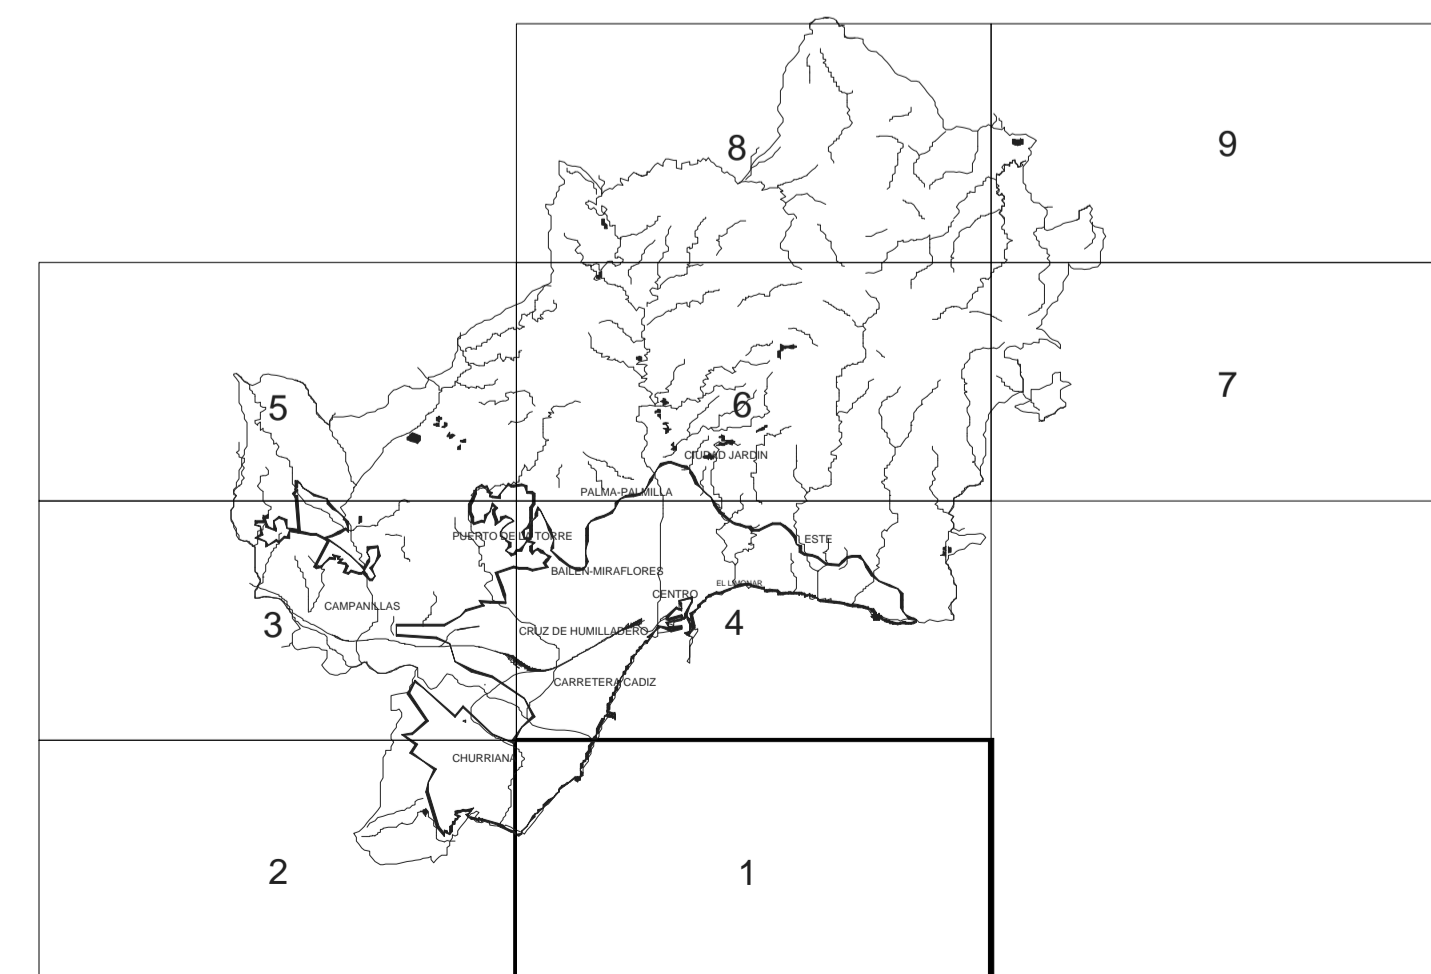 8
9
5
6
7
CIUDAD JARDIN
PALMA-PALMILLA
PUERTO DE LA TORRE
ESTE
BAILEN-MIRAFLORES
EL LIMONAR
CENTRO
CAMPANILLAS
3
CRUZ DE HUMILLADERO
4
CARRETERA CADIZ
CHURRIANA
2
1